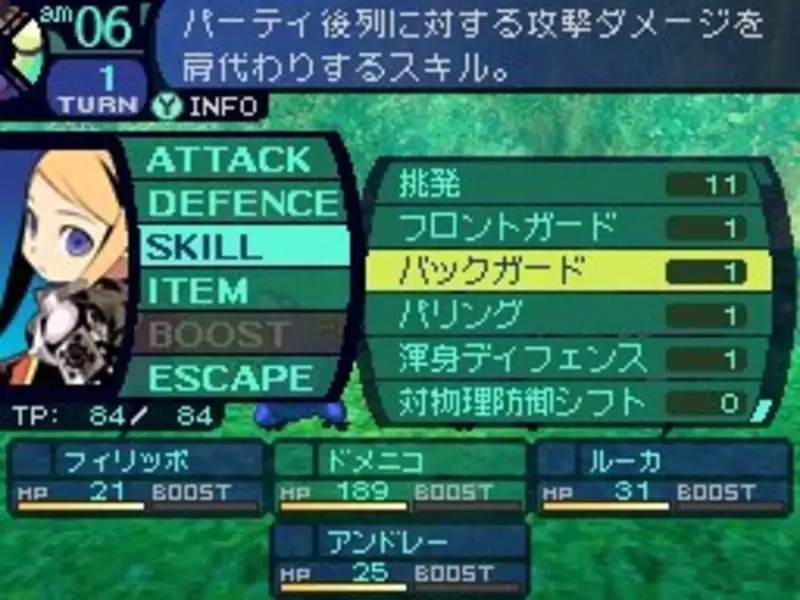 am 06
1
TURN
Y INFO
パーティ後列に対する攻撃ダメージを
肩代わりするスキル。
ATTACK
DEFENCE
SKILL
ITEM
BOOST
ESCAPE
TP: 84/ 84
挑発 11
フロントガード 1
バックガード 1
パリング 1
渾身ディフェンス 1
対物理防御シフト 0
フィリッポ
HP 21 BOOST
ドメニコ
HP 189 BOOST
ルーカ
HP 31 BOOST
アンドレー
HP 25 BOOST